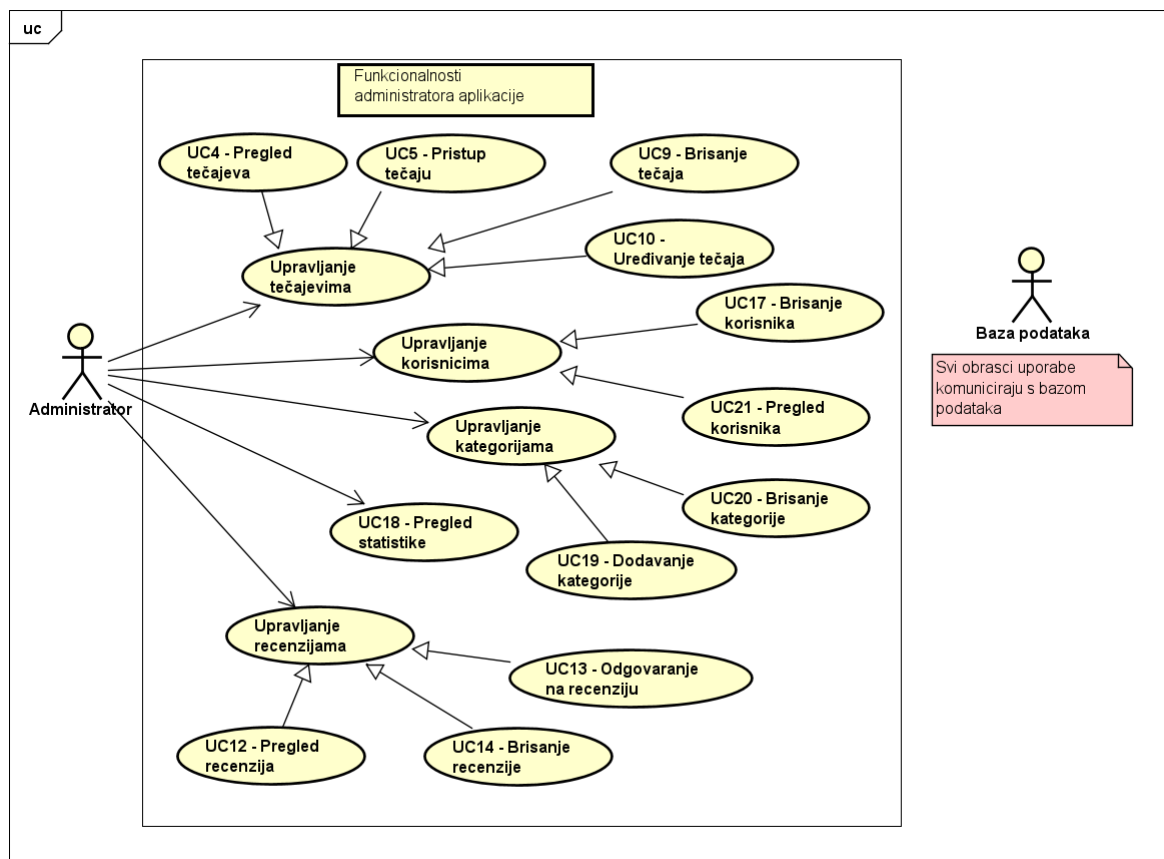 uc
Funkcionalnosti
administratora aplikacije
UC4 - Pregled
tečajeva
UC5 - Pristup
tečaju
UC9 - Brisanje
tečaja
UC10 -
Uređivanje tečaja
Upravljanje
tečajevima
UC17 - Brisanje
korisnika
Upravljanje
korisnicima
UC21 - Pregled
korisnika
Upravljanje
kategorijama
UC20 - Brisanje
kategorije
UC18 - Pregled
statistike
UC19 - Dodavanje
kategorije
Upravljanje
recenzijama
UC13 - Odgovaranje
na recenziju
UC12 - Pregled
recenzija
UC14 - Brisanje
recenzije
Administrator
Baza podataka
Svi obrasci uporabe
komuniciraju s bazom
podataka